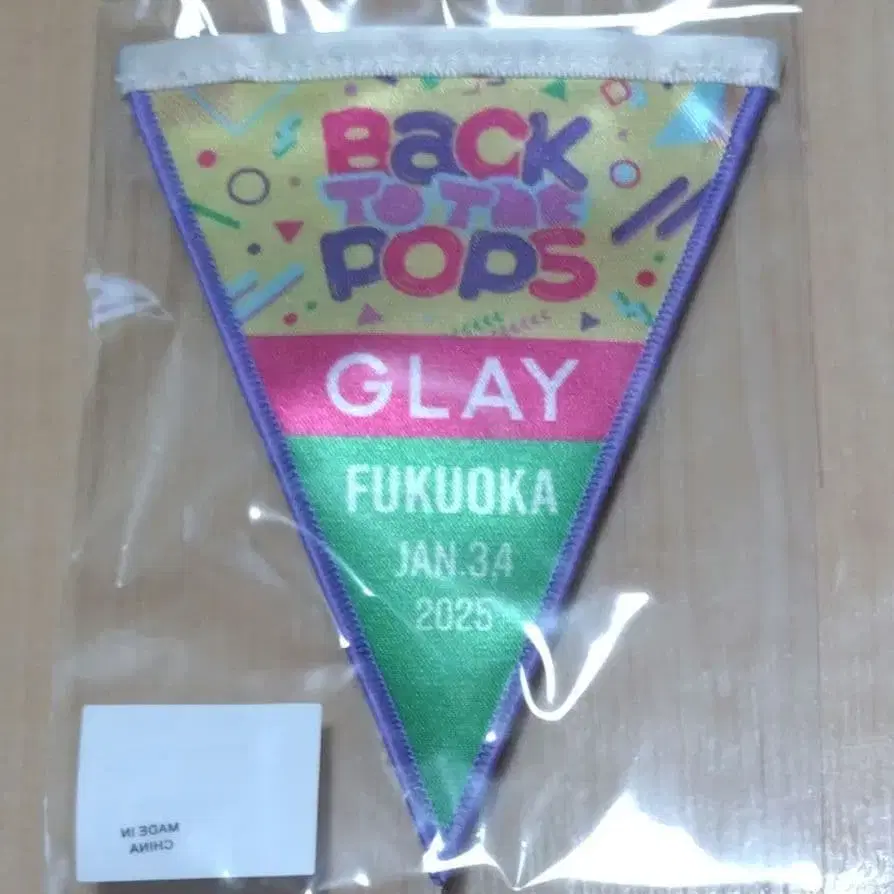 BACK
TO THE
POPS
GLAY
FUKUOKA
JAN.3,4
2025
MADE IN
CHINA